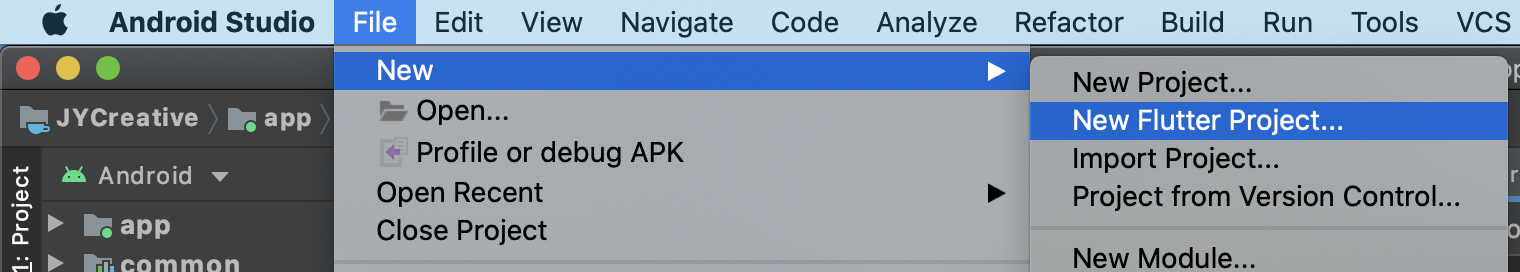 Android Studio File Edit View Navigate Code Analyze Refactor Build Run Tools VCS
JYCreative app
1: Project
Android
app
common
New
Open...
Profile or debug APK
Open Recent
Close Project
New Project...
New Flutter Project...
Import Project...
Project from Version Control...
New Module...